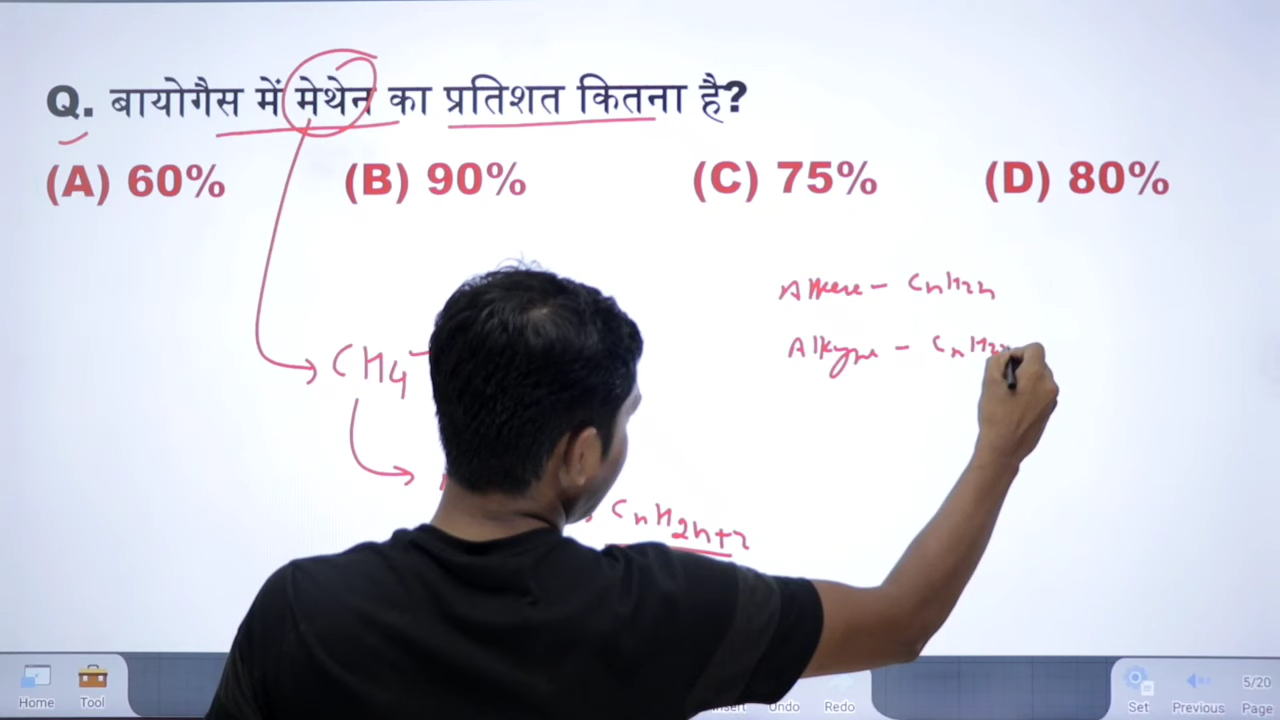 Q. बायोगैस में मेथेन का प्रतिशत कितना है?
(A) 60% (B) 90% (C) 75% (D) 80%
Alkene – CnH2n
Alkyne – CnH2n
CH4 –
CnH2n+2
Home Tool Undo Redo Set Previous Page
5/20